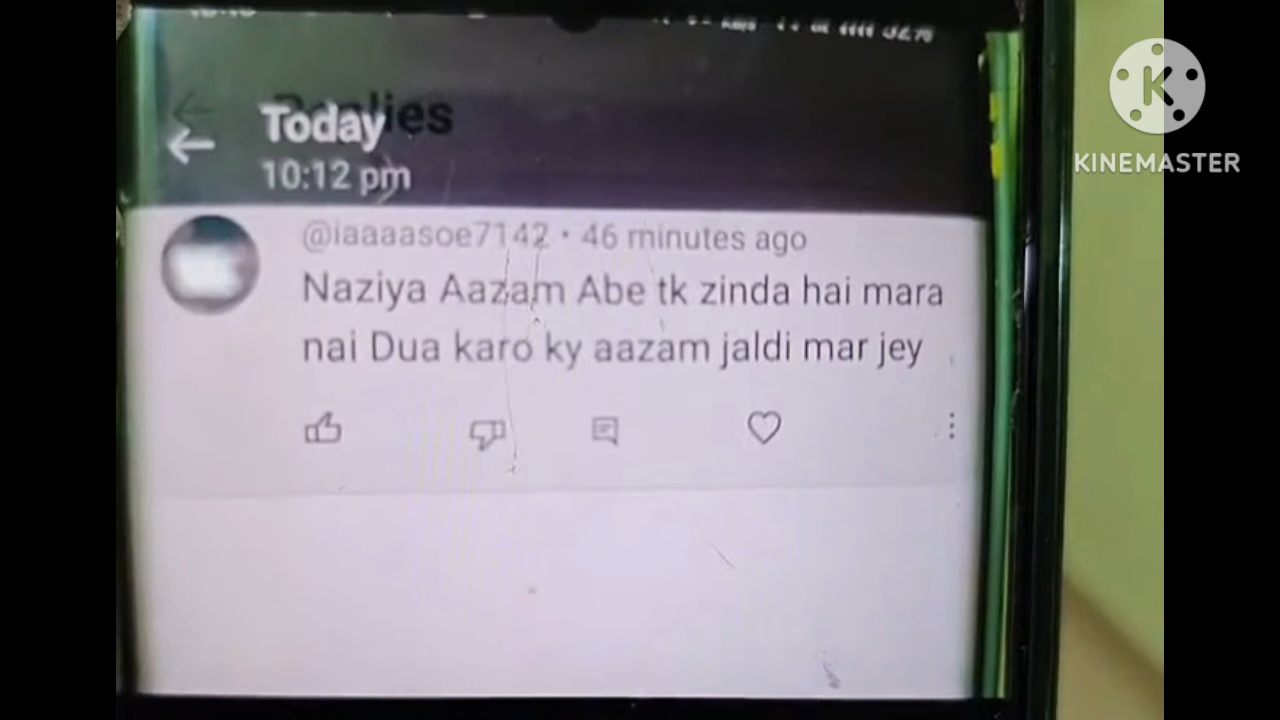 Replies
Today
10:12 pm
@iaaaasoe7142 • 46 minutes ago
Naziya Aazam Abe tk zinda hai mara
nai Dua karo ky aazam jaldi mar jey
KINEMASTER